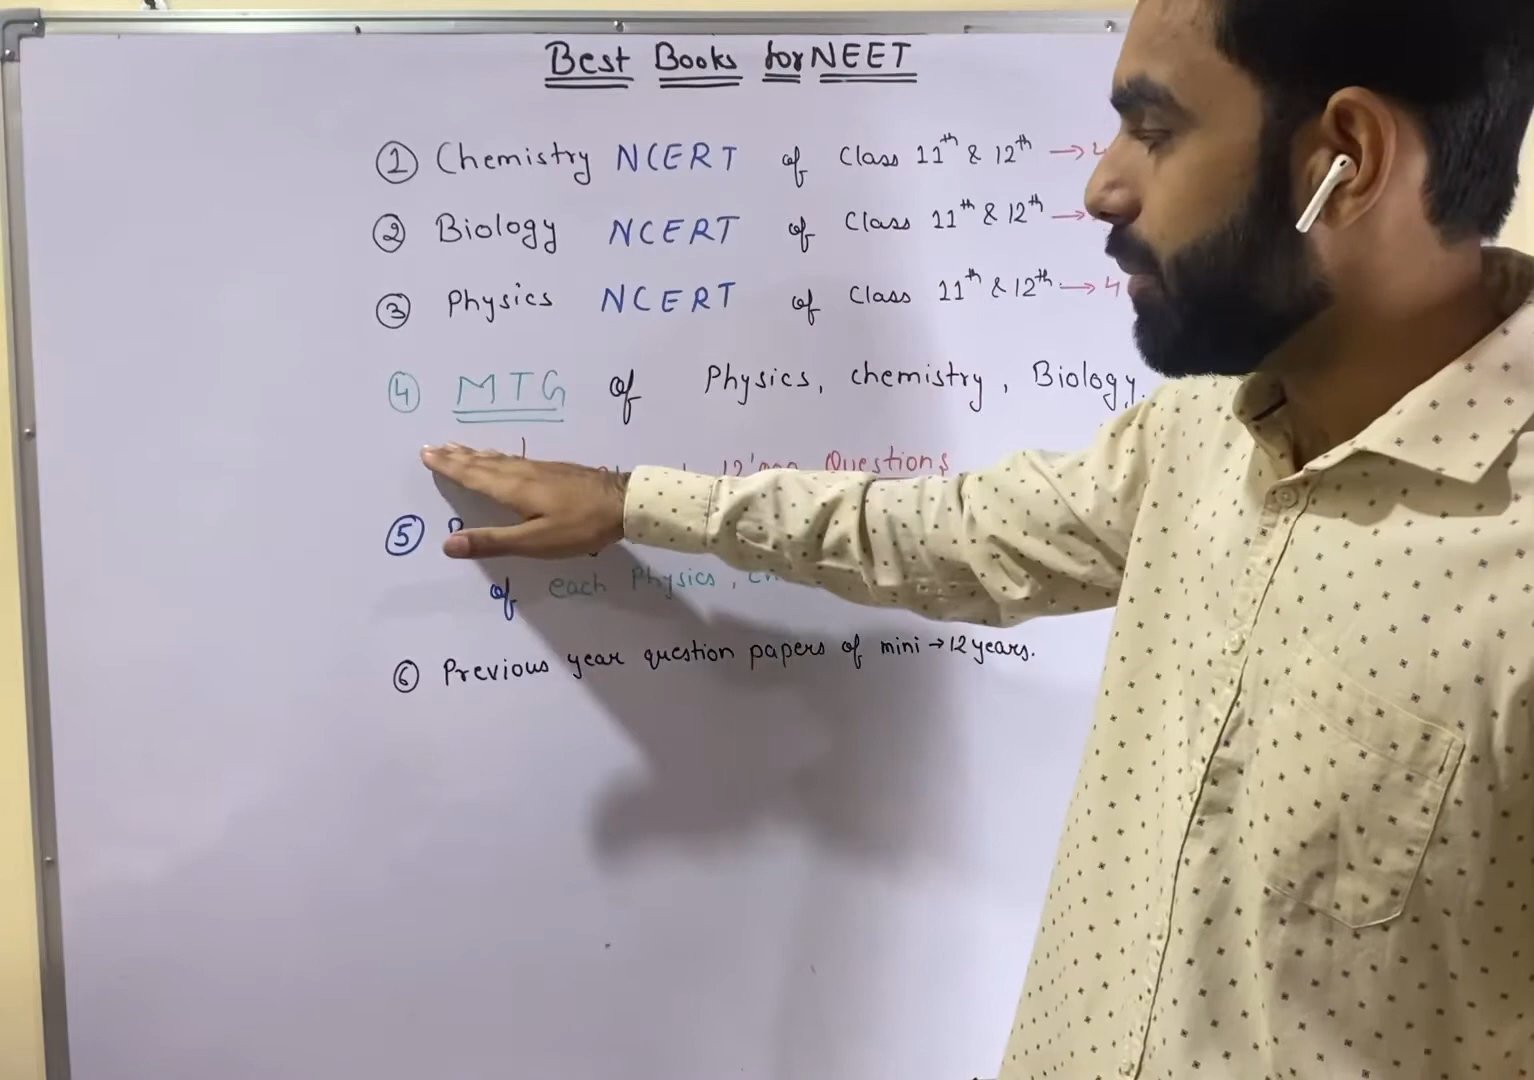 Best Books for NEET
① Chemistry NCERT of Class 11th & 12th →
② Biology NCERT of Class 11th & 12th →
③ Physics NCERT of Class 11th & 12th. → 4
④ MTG of Physics, chemistry, Biology.
Questions
⑤
of each Physics,
⑥ Previous year question papers of mini → 12 years.